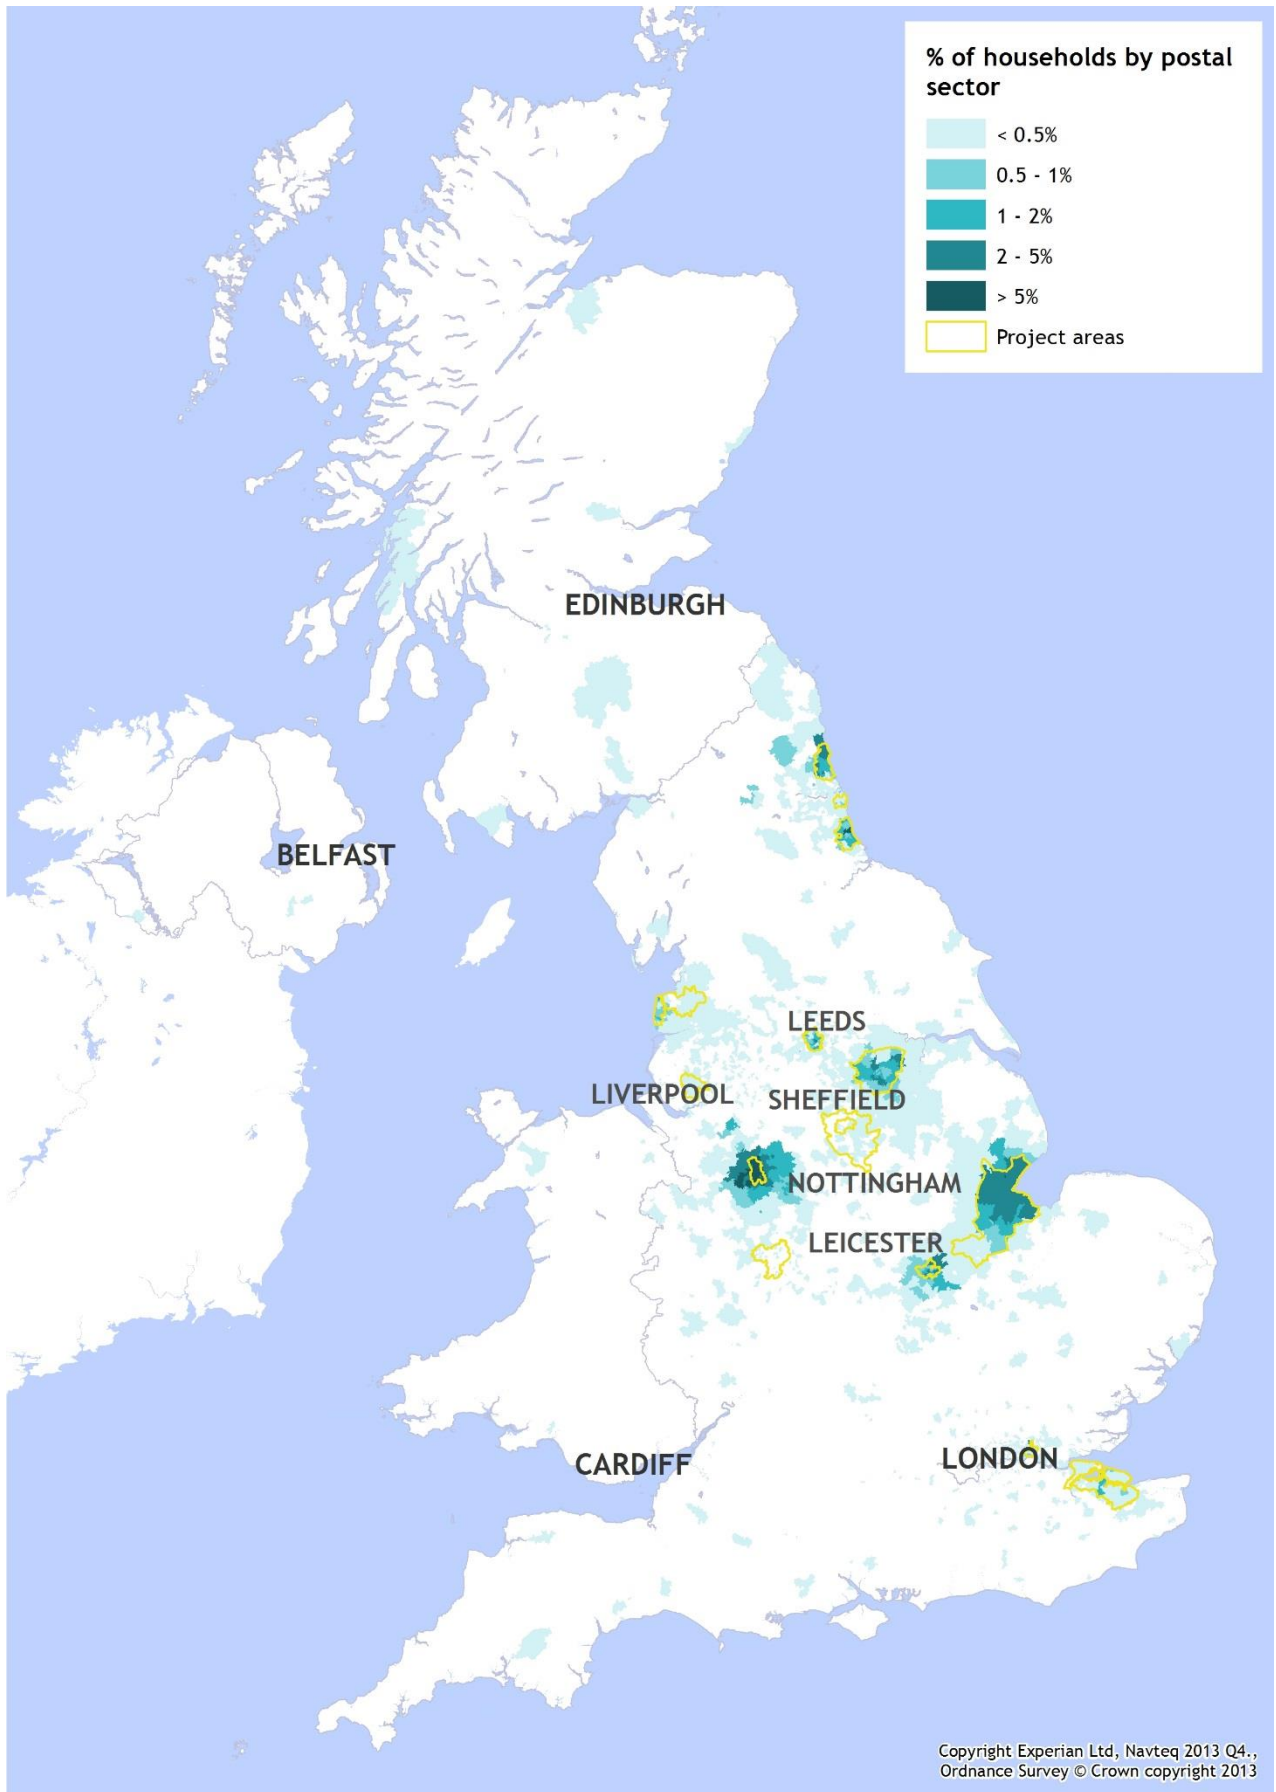 % of households by postal
sector
< 0.5%
0.5 - 1%
1 - 2%
2 - 5%
> 5%
Project areas
EDINBURGH
BELFAST
LEEDS
LIVERPOOL
SHEFFIELD
NOTTINGHAM
LEICESTER
LONDON
CARDIFF
Copyright Experian Ltd, Navteq 2013 Q4.,
Ordnance Survey © Crown copyright 2013